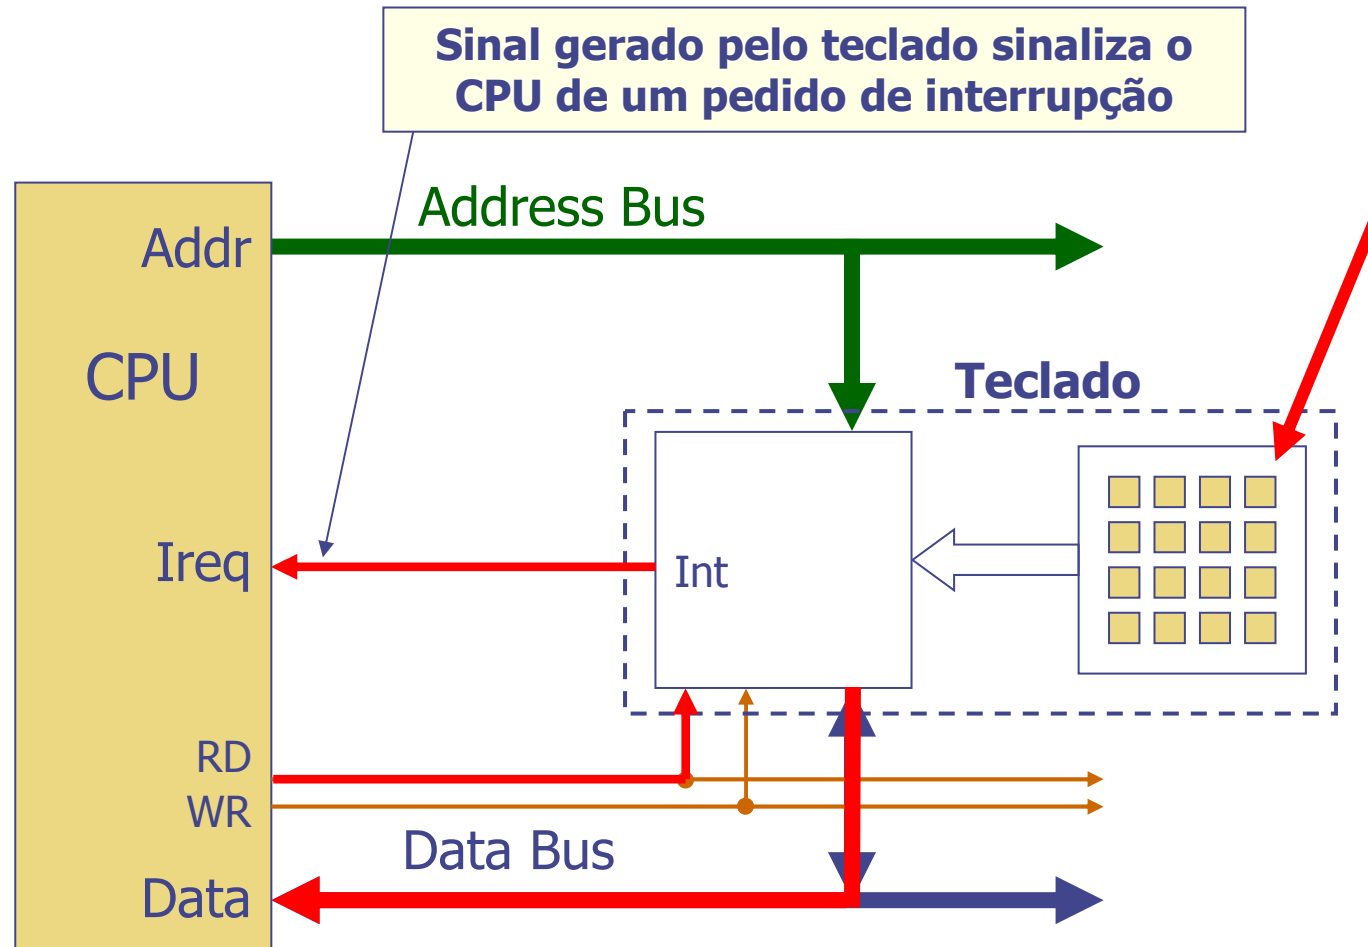 Sinal gerado pelo teclado sinaliza o
CPU de um pedido de interrupção
Address Bus
Addr
CPU
Teclado
Ireq
Int
RD
WR
Data Bus
Data